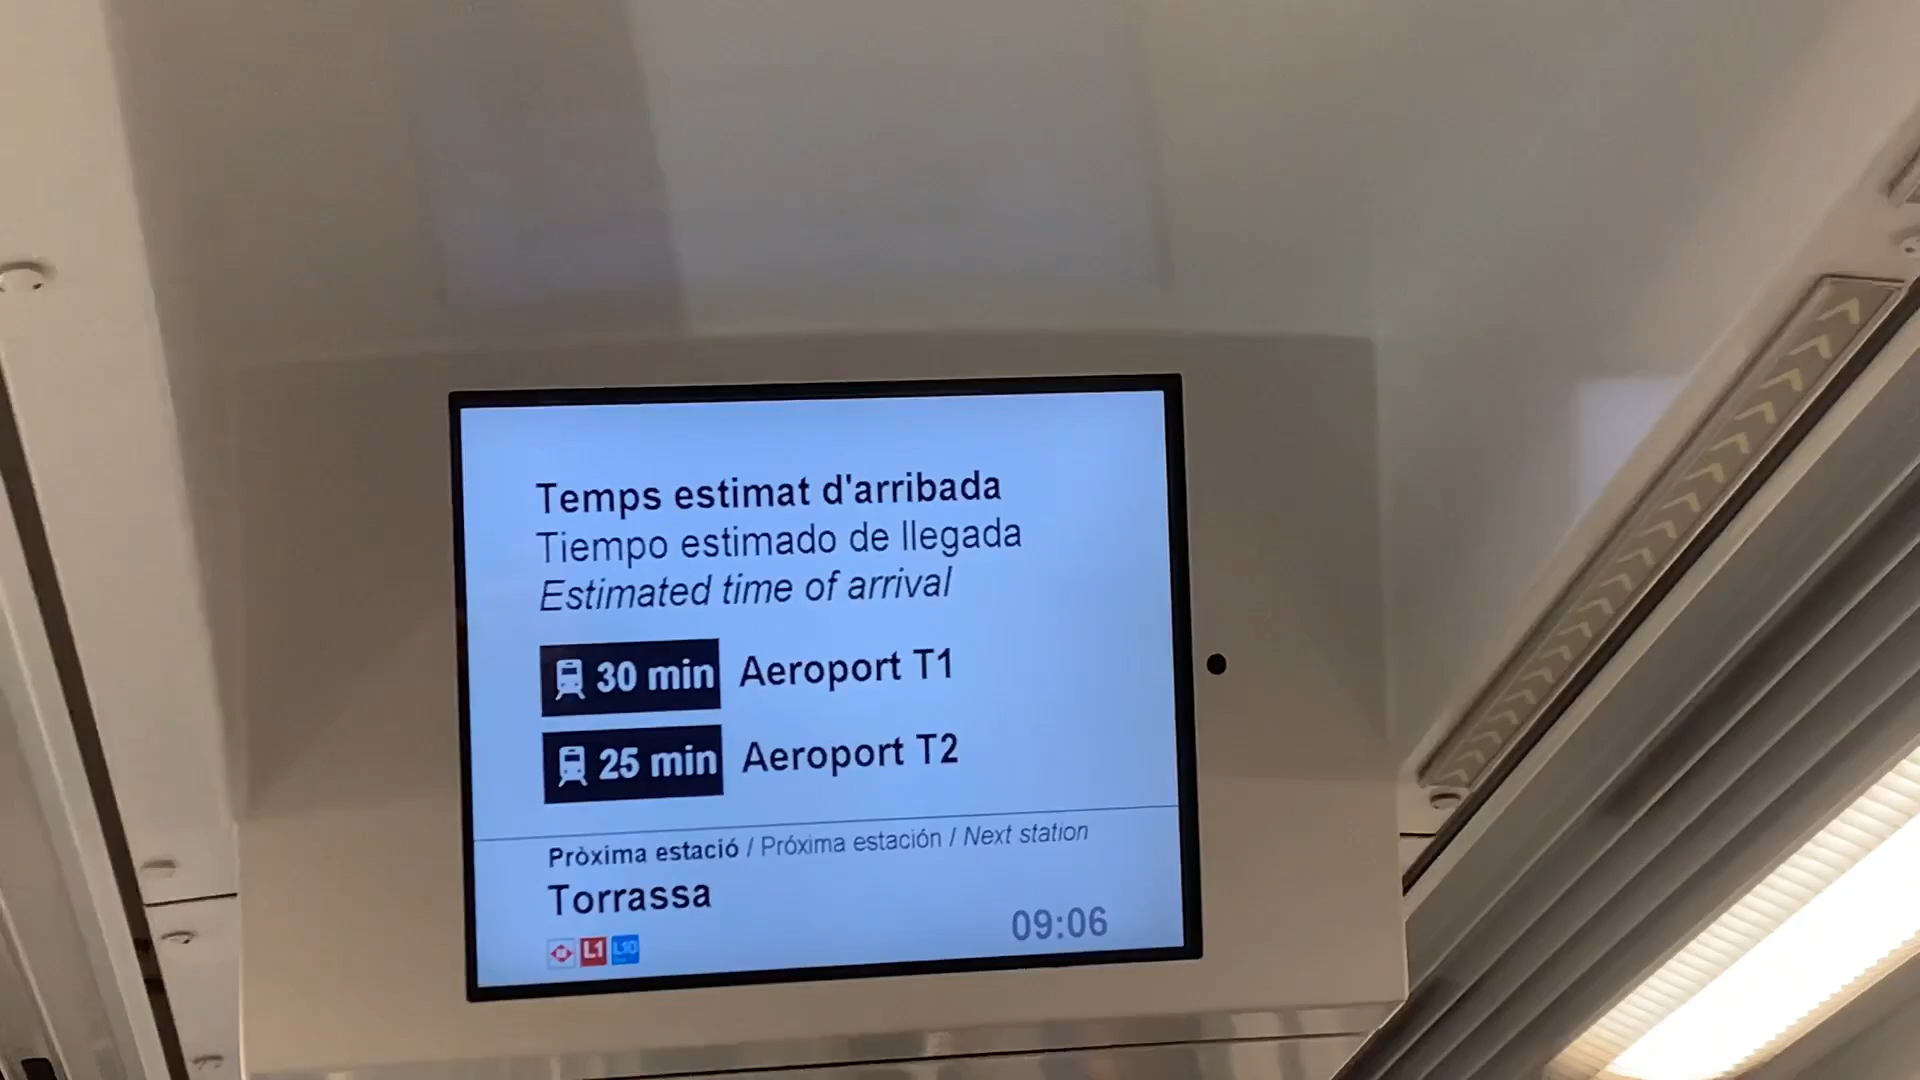 Temps estimat d'arribada
Tiempo estimado de llegada
Estimated time of arrival
30 min Aeroport T1
25 min Aeroport T2
Pròxima estació / Próxima estación / Next station
Torrassa
09:06
L1 L10